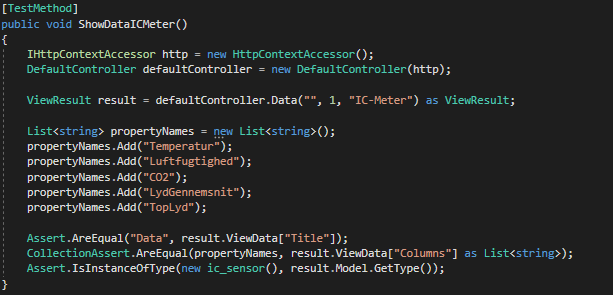 [TestMethod]
public void ShowDataICMeter()
{
IHttpContextAccessor http = new HttpContextAccessor();
DefaultController defaultController = new DefaultController(http);
ViewResult result = defaultController.Data("", 1, "IC-Meter") as ViewResult;
List<string> propertyNames = new List<string>();
propertyNames.Add("Temperatur");
propertyNames.Add("Luftfugtighed");
propertyNames.Add("CO2");
propertyNames.Add("LydGennemsnit");
propertyNames.Add("TopLyd");
Assert.AreEqual("Data", result.ViewData["Title"]);
CollectionAssert.AreEqual(propertyNames, result.ViewData["Columns"] as List<string>);
Assert.IsInstanceOfType(new ic_sensor(), result.Model.GetType());
}